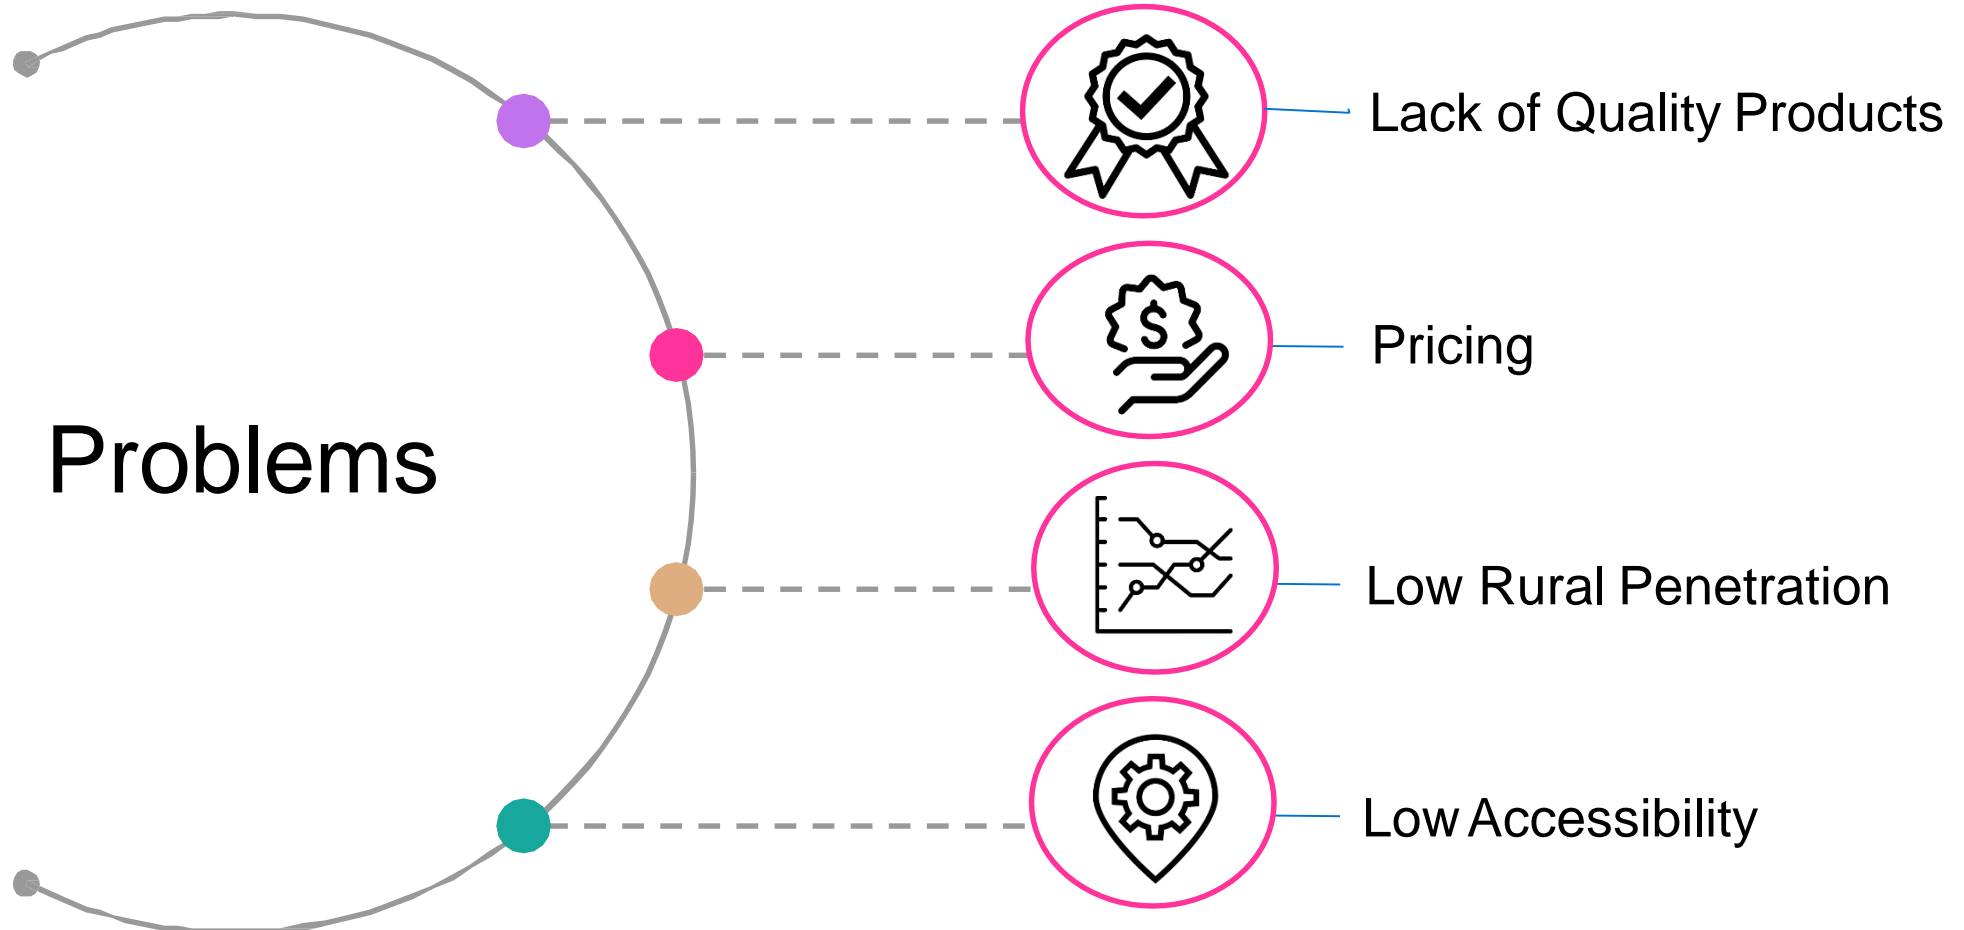 Problems
Lack of Quality Products
$
Pricing
Low Rural Penetration
Low Accessibility